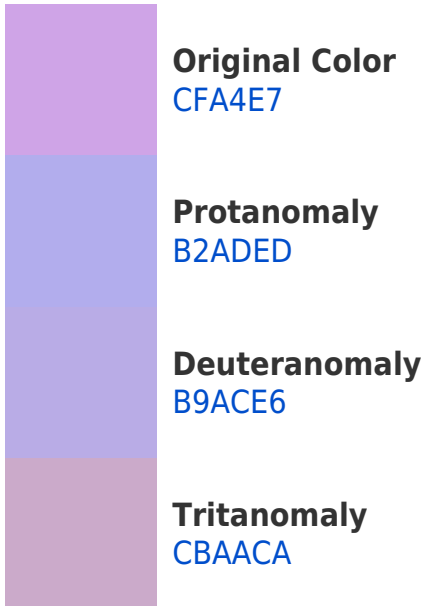 Original Color
CFA4E7
Protanomaly
B2ADED
Deuteranomaly
B9ACE6
Tritanomaly
CBAACA